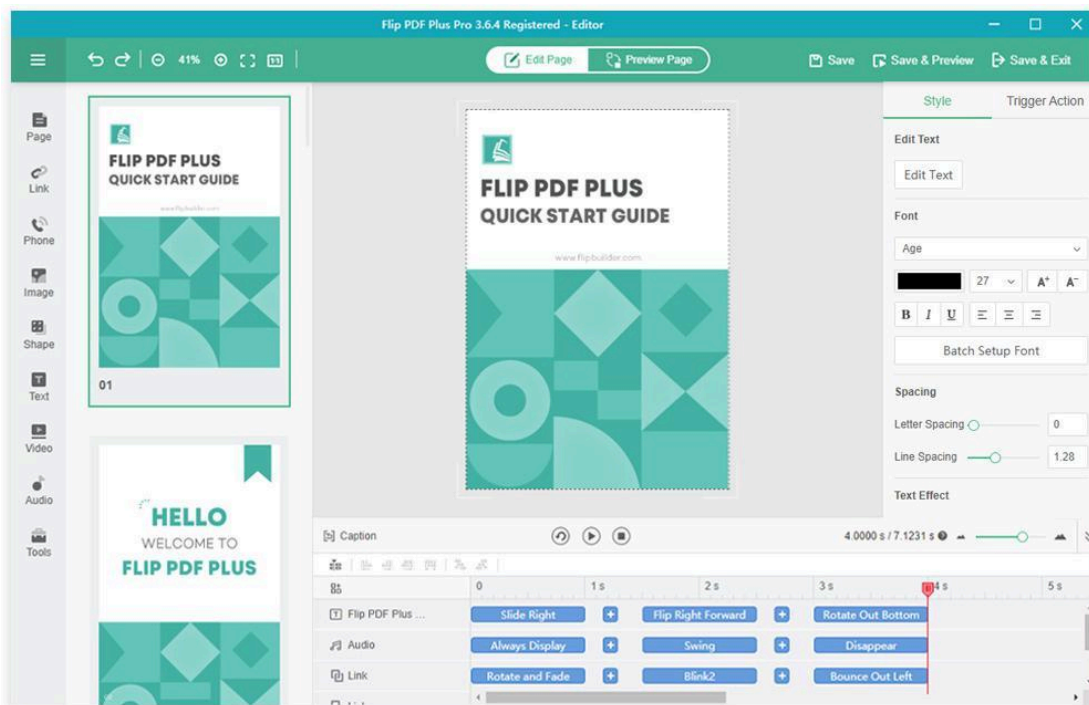 Flip PDF Plus Pro 3.6.4 Registered - Editor
41%
Edit Page
Preview Page
Save
Save & Preview
Save & Exit
Page
Link
Phone
Image
Shape
Text
Video
Audio
Tools
FLIP PDF PLUS
QUICK START GUIDE
www.flipbuilder.com
01
HELLO
WELCOME TO
FLIP PDF PLUS
FLIP PDF PLUS
QUICK START GUIDE
www.flipbuilder.com
Style
Trigger Action
Edit Text
Edit Text
Font
Age
27
A+
A-
B I U
Batch Setup Font
Spacing
Letter Spacing 0
Line Spacing 1.28
Text Effect
Caption
4.0000 s / 7.1231 s
0 1 s 2 s 3 s 4 s 5 s
Flip PDF Plus ... Slide Right Flip Right Forward Rotate Out Bottom
Audio Always Display Swing Disappear
Link Rotate and Fade Blink2 Bounce Out Left